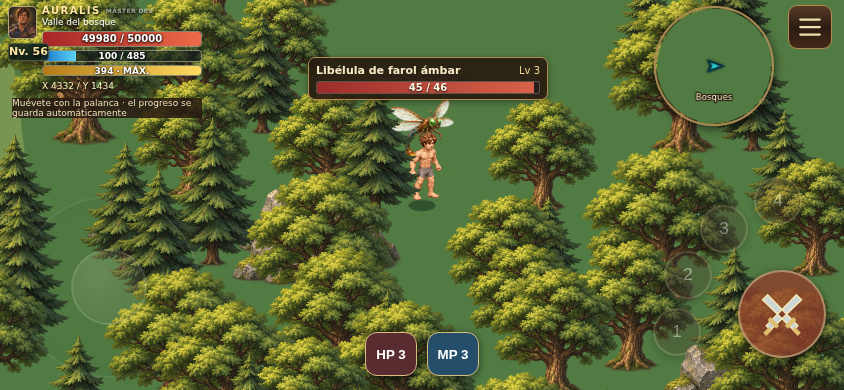 AURALIS MASTER DEV
Valle del bosque
49980 / 50000
Nv. 56
100 / 485
394 · MÁX.
X 4332 / Y 1434
Muévete con la palanca · el progreso se
guarda automáticamente
Libélula de farol ámbar Lv 3
45 / 46
Bosques
4
3
2
1
HP 3
MP 3